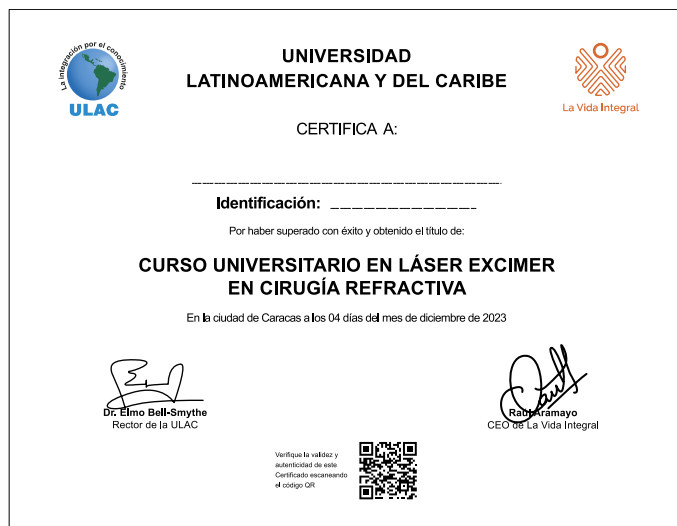 La integración por el conocimiento
ULAC
UNIVERSIDAD
LATINOAMERICANA Y DEL CARIBE
La Vida Integral
CERTIFICA A:
Identificación:
Por haber superado con éxito y obtenido el título de:
CURSO UNIVERSITARIO EN LÁSER EXCIMER
EN CIRUGÍA REFRACTIVA
En la ciudad de Caracas a los 04 días del mes de diciembre de 2023
Dr. Elmo Bell-Smythe
Rector de la ULAC
Raúl Aramayo
CEO de La Vida Integral
Verifique la validez y
autenticidad de este
Certificado escaneando
el código QR